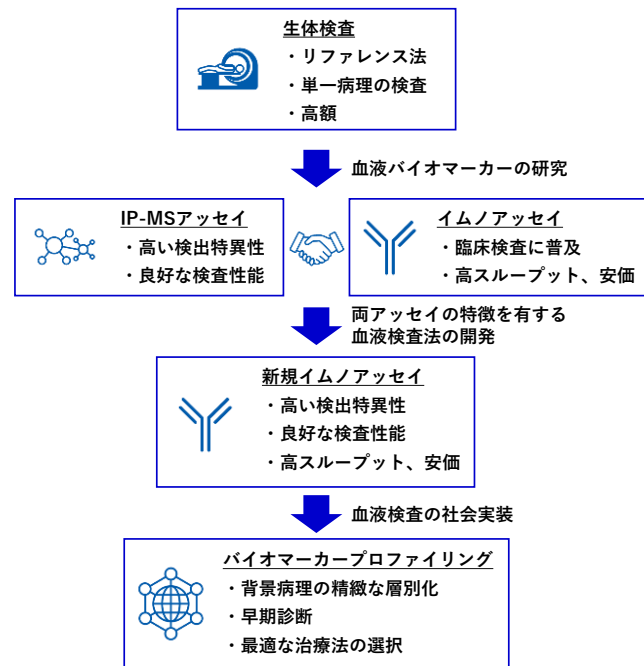 生体検査
・リファレンス法
・単一病理の検査
・高額
血液バイオマーカーの研究
IP-MSアッセイ
・高い検出特異性
・良好な検査性能
イムノアッセイ
・臨床検査に普及
・高スループット、安価
両アッセイの特徴を有する
血液検査法の開発
新規イムノアッセイ
・高い検出特異性
・良好な検査性能
・高スループット、安価
血液検査の社会実装
バイオマーカープロファイリング
・背景病理の精緻な層別化
・早期診断
・最適な治療法の選択